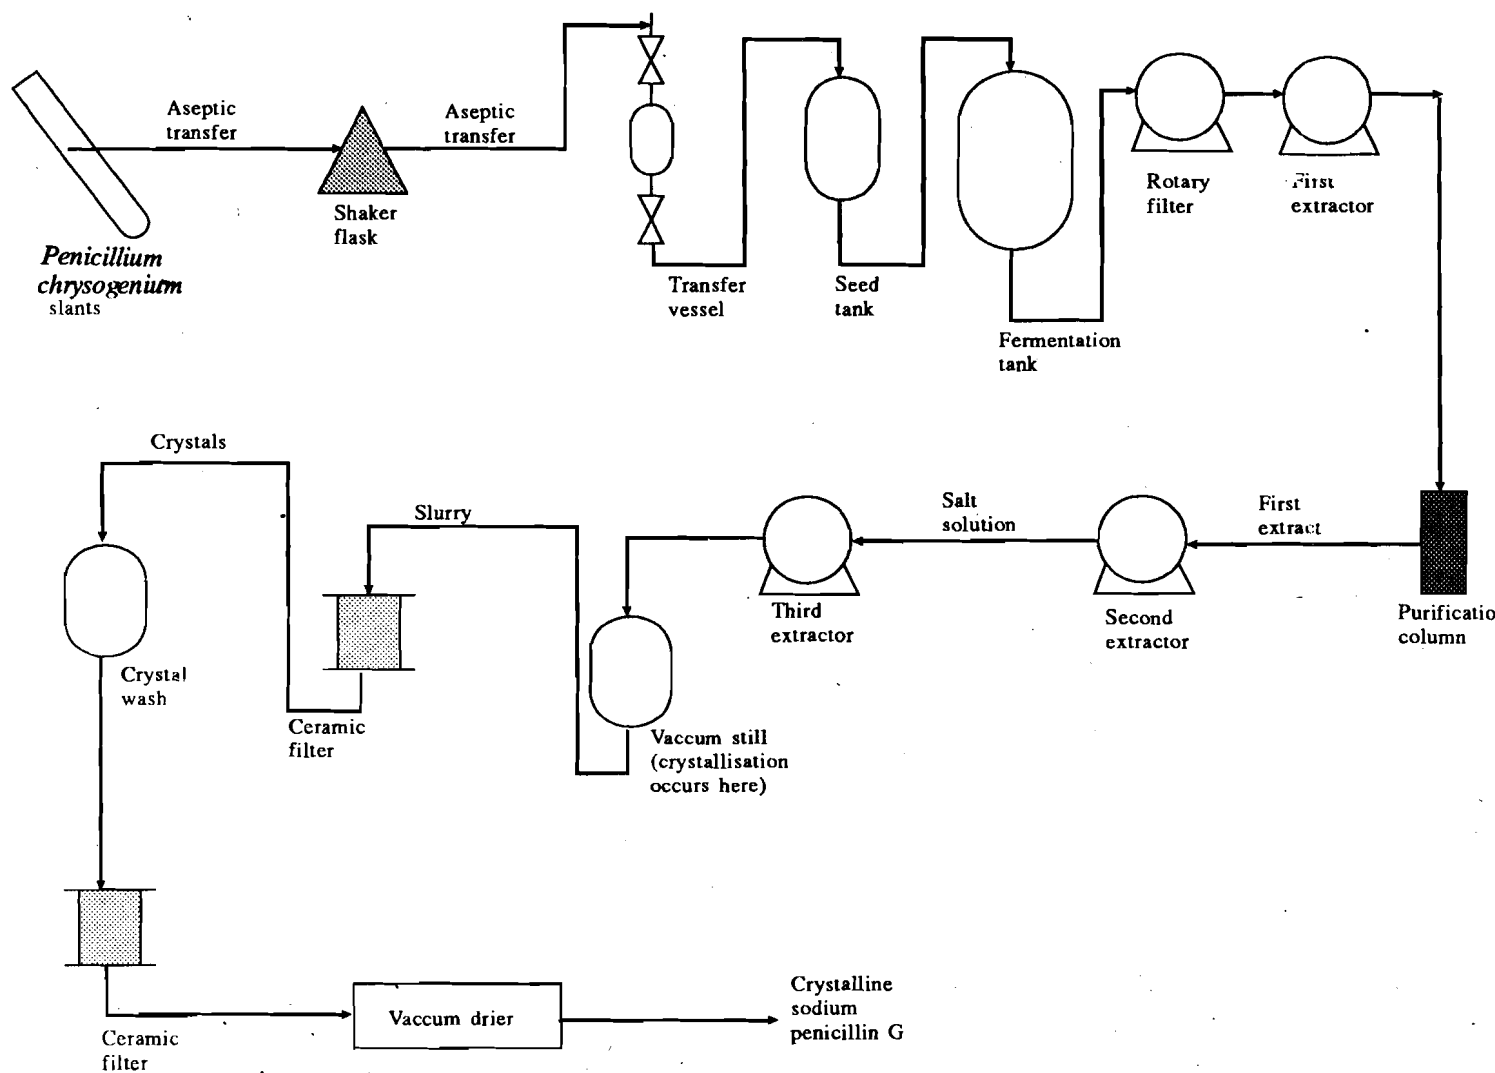 Aseptic
transfer
Aseptic
transfer
Shaker
flask
Penicillium
chrysogenium
slants
Transfer
vessel
Seed
tank
Fermentation
tank
Rotary
filter
First
extractor
Crystals
Slurry
Salt
solution
First
extract
Third
extractor
Second
extractor
Purificatio
column
Crystal
wash
Ceramic
filter
Vaccum still
(crystallisation
occurs here)
Ceramic
filter
Vaccum drier
Crystalline
sodium
penicillin G